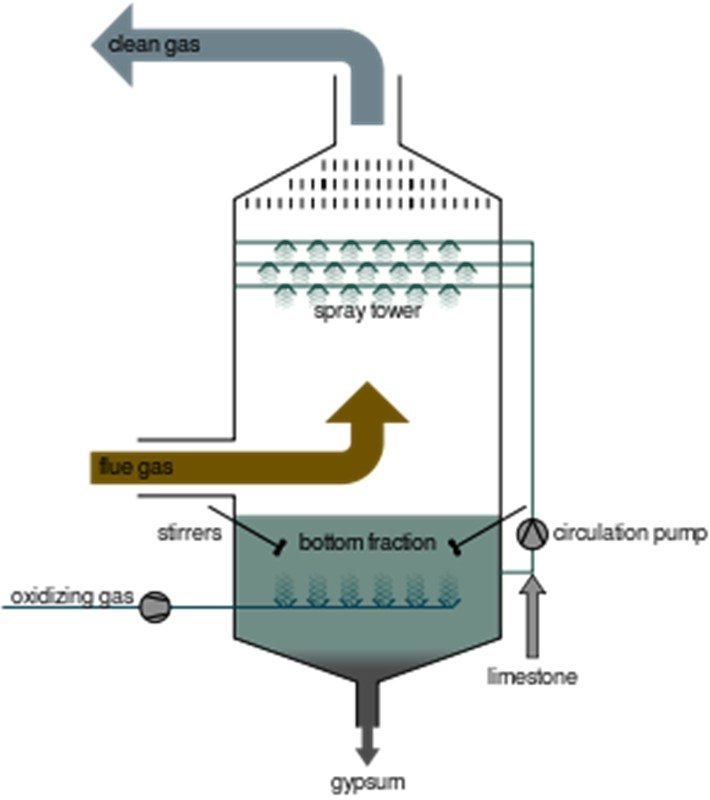 clean gas
spray tower
flue gas
stirrers
bottom fraction
circulation pump
oxidizing gas
limestone
gypsum